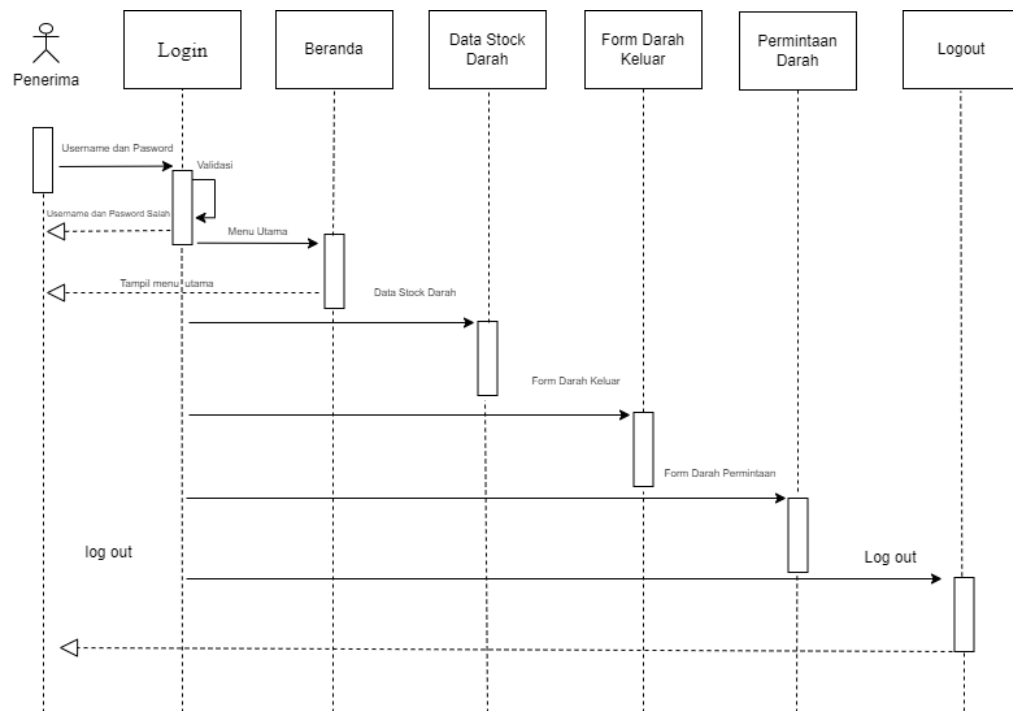 Penerima
Login
Beranda
Data Stock
Darah
Form Darah
Keluar
Permintaan
Darah
Logout
Username dan Pasword
Validasi
Username dan Pasword Salah
Menu Utama
Tampil menu utama
Data Stock Darah
Form Darah Keluar
Form Darah Permintaan
log out
Log out